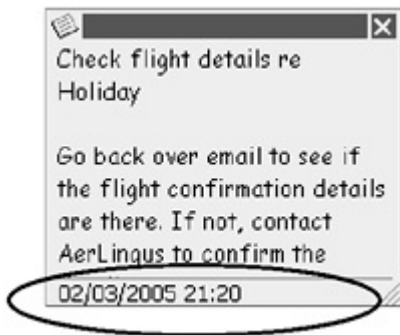 Check flight details re
Holiday
Go back over email to see if
the flight confirmation details
are there. If not, contact
AerLingus to confirm the
02/03/2005 21:20